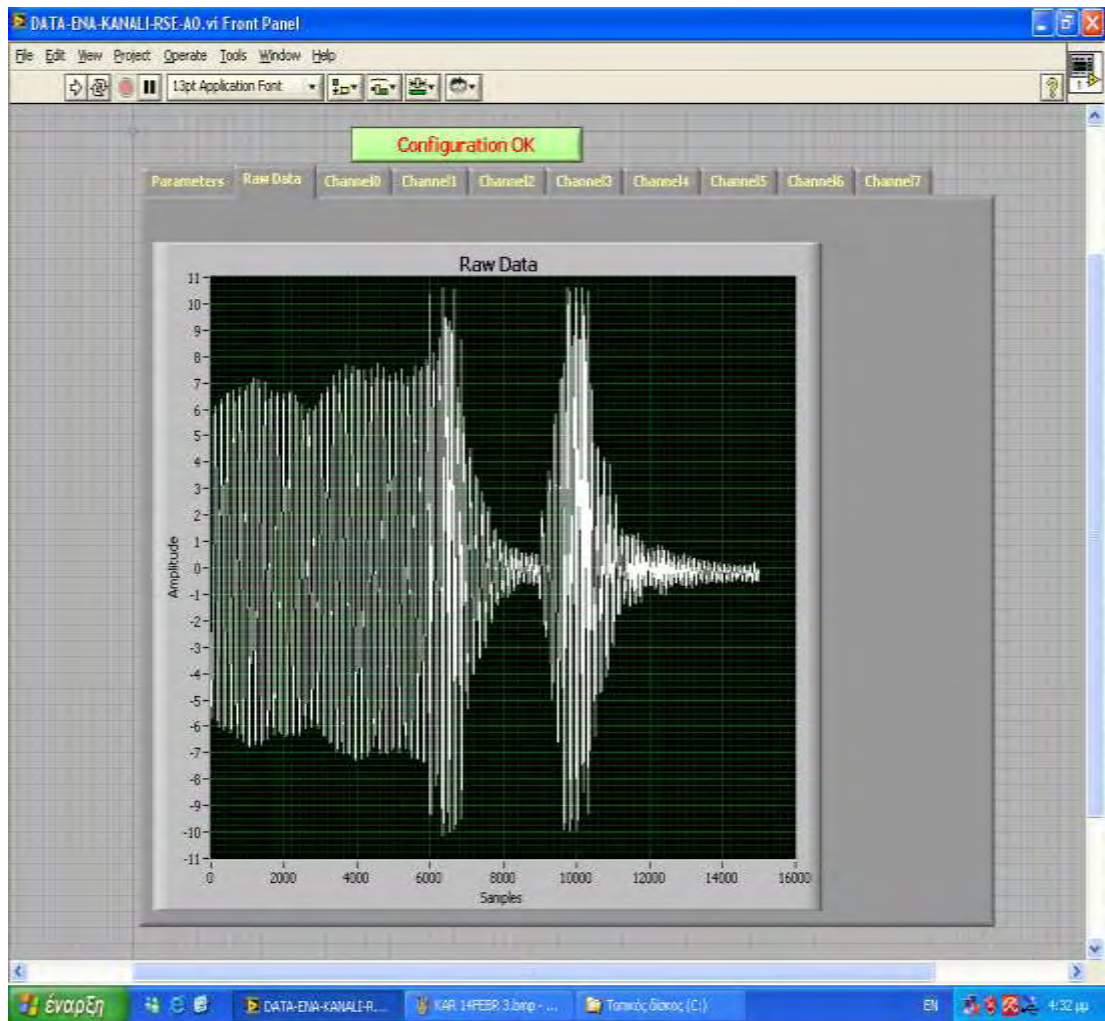 DATA-ENA-KANALI-RSE-AO.vi Front Panel
File Edit View Project Operate Tools Window Help
13pt Application Font
Configuration OK
Parameters Raw Data Channel0 Channel1 Channel2 Channel3 Channel4 Channel5 Channel6 Channel7
Raw Data
11
10
9
8
7
6
5
4
3
2
1
0
-1
-2
-3
-4
-5
-6
-8
-9
-10
-11
Amplitude
0 2000 4000 6000 8000 10000 12000 14000 16000
Samples
έναρξη DATA-ENA-KANALI-R... KAR 14FEBR 3.bmp - ... Τοπικός δίσκος (C:) EN 4:32 μμ